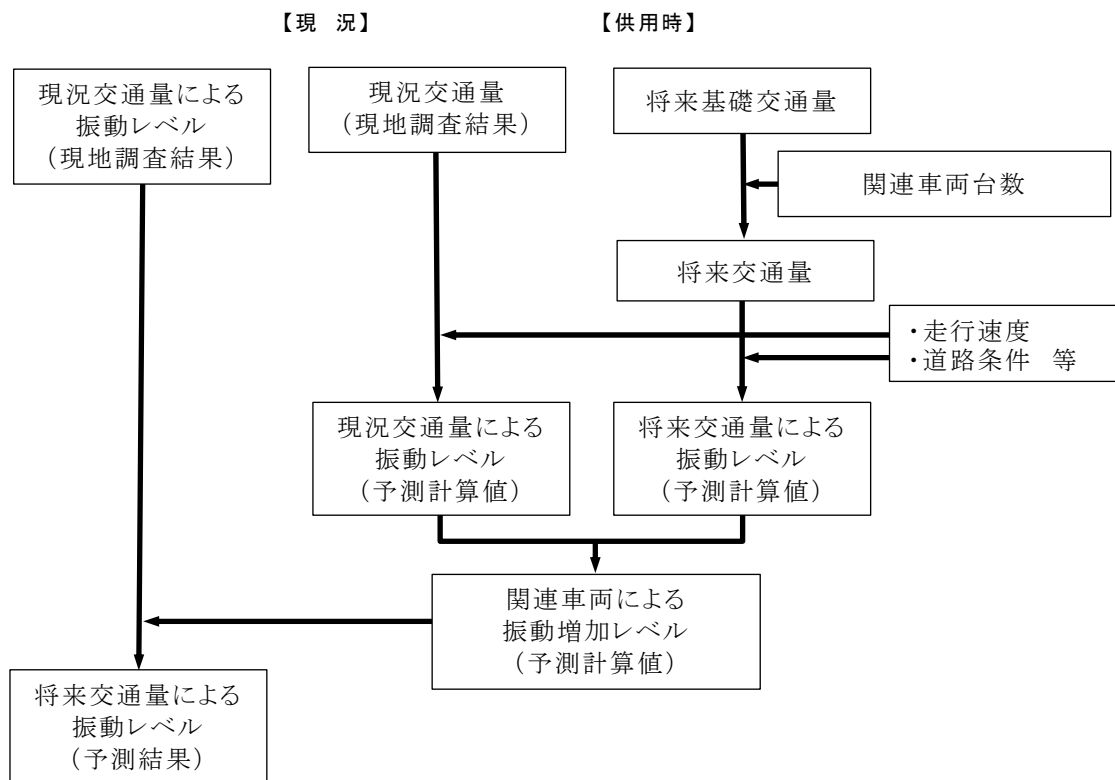 【現 況】
【供用時】
現況交通量による
振動レベル
(現地調査結果)
現況交通量
(現地調査結果)
将来基礎交通量
関連車両台数
将来交通量
・走行速度
・道路条件 等
現況交通量による
振動レベル
(予測計算値)
将来交通量による
振動レベル
(予測計算値)
関連車両による
振動増加レベル
(予測計算値)
将来交通量による
振動レベル
(予測結果)